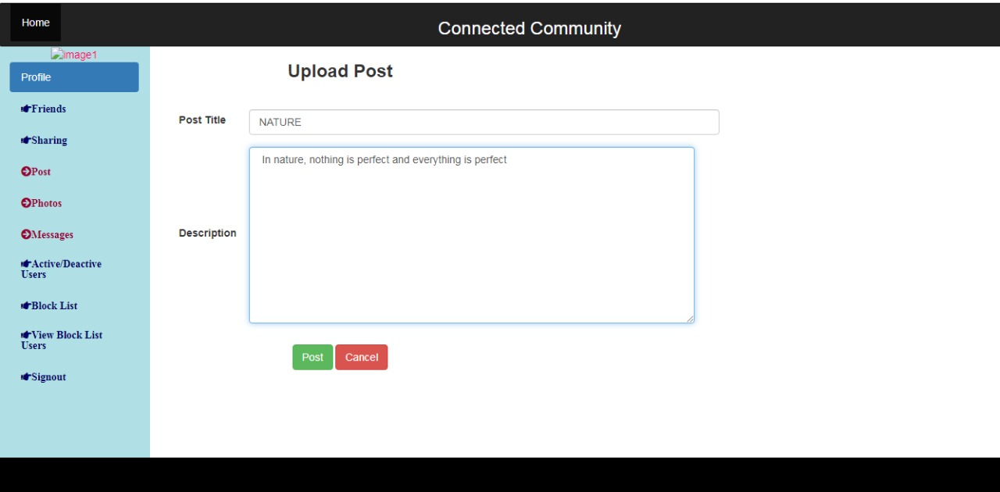 Home
Connected Community
image1
Profile
Friends
Sharing
Post
Photos
Messages
Active/Deactive
Users
Block List
View Block List
Users
Signout
Upload Post
Post Title
NATURE
Description
In nature, nothing is perfect and everything is perfect
Post Cancel